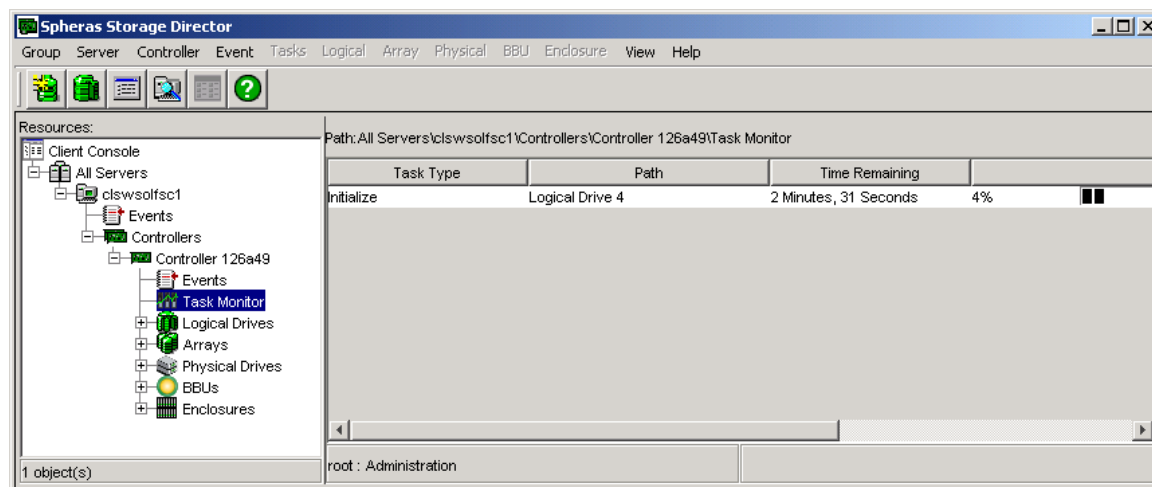 Spheras Storage Director
Group Server Controller Event Tasks Logical Array Physical BBU Enclosure View Help
Resources:
Client Console
All Servers
clswsolfsc1
Events
Controllers
Controller 126a49
Events
Task Monitor
Logical Drives
Arrays
Physical Drives
BBUs
Enclosures
1 object(s)
Path:All Servers\clswsolfsc1\Controllers\Controller 126a49\Task Monitor
Task Type Path Time Remaining
Initialize Logical Drive 4 2 Minutes, 31 Seconds 4%
root : Administration